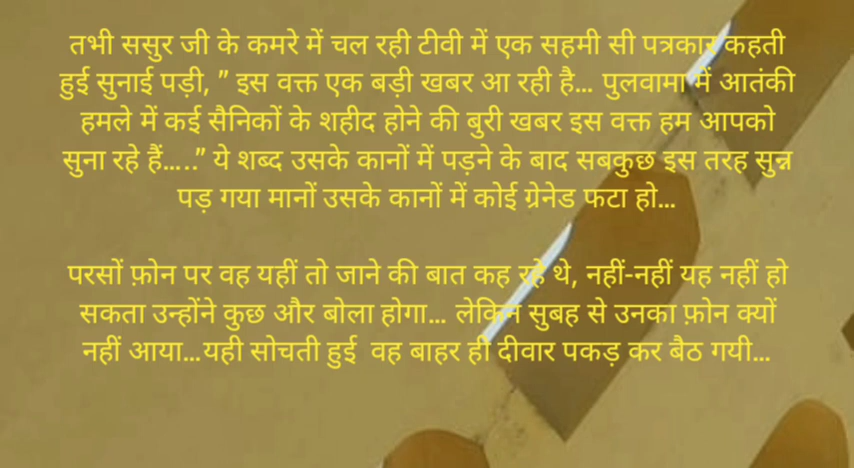 तभी ससुर जी के कमरे में चल रही टीवी में एक सहमी सी पत्रकार कहती
हुई सुनाई पड़ी, ” इस वक्त एक बड़ी खबर आ रही है... पुलवामा में आतंकी
हमले में कई सैनिकों के शहीद होने की बुरी खबर इस वक्त हम आपको
सुना रहे हैं.....” ये शब्द उसके कानों में पड़ने के बाद सबकुछ इस तरह सुन्न
पड़ गया मानों उसके कानों में कोई ग्रेनेड फटा हो...
परसों फ़ोन पर वह यहीं तो जाने की बात कह रहे थे, नहीं-नहीं यह नहीं हो
सकता उन्होंने कुछ और बोला होगा... लेकिन सुबह से उनका फ़ोन क्यों
नहीं आया...यही सोचती हुई वह बाहर ही दीवार पकड़ कर बैठ गयी...